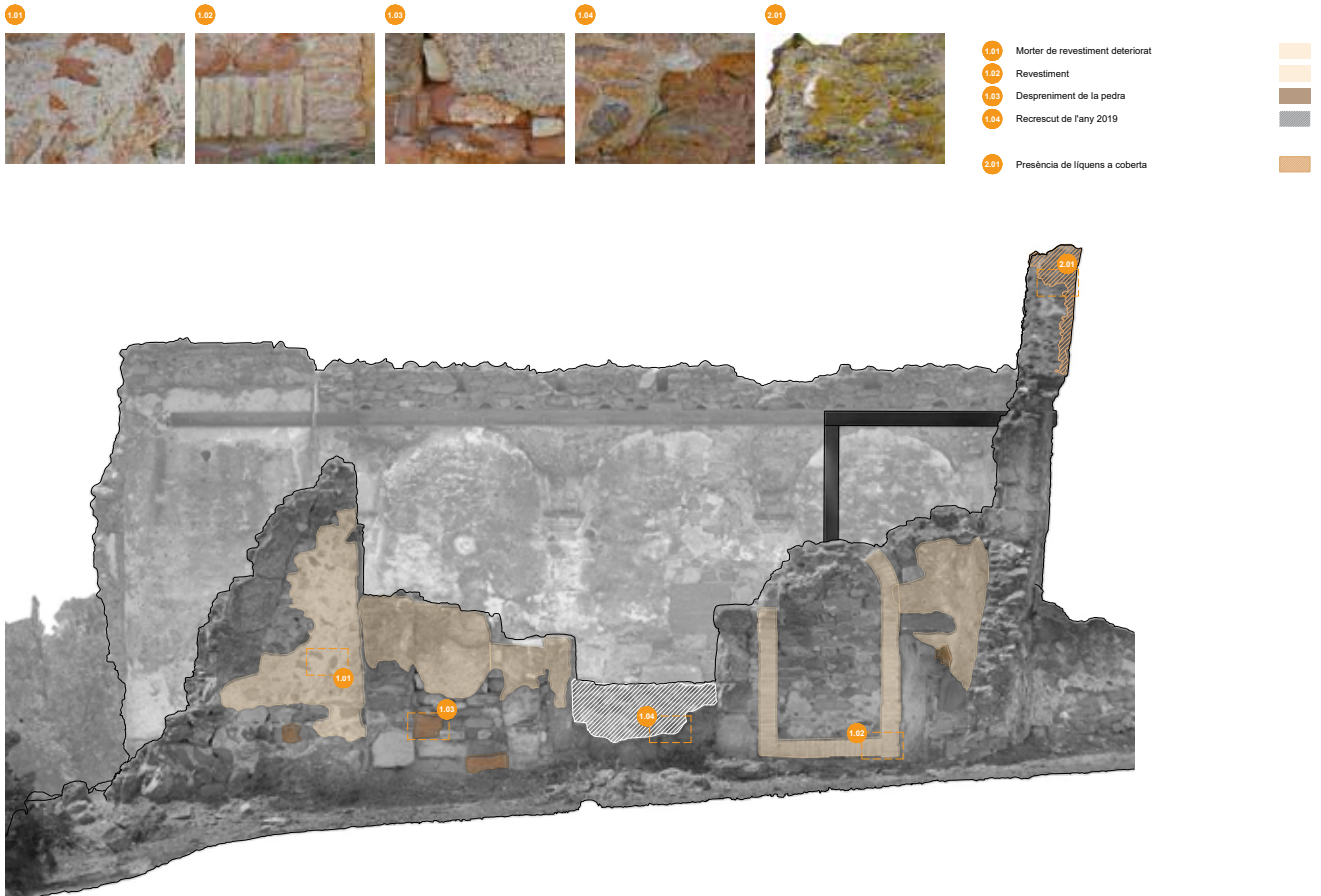 1.01
1.02
1.03
1.04
2.01
1.01 Morter de revestiment deteriorat
1.02 Revestiment
1.03 Despreniment de la pedra
1.04 Recrescut de l'any 2019
2.01 Presència de líquens a coberta
2.01
1.01
1.03
1.04
1.02